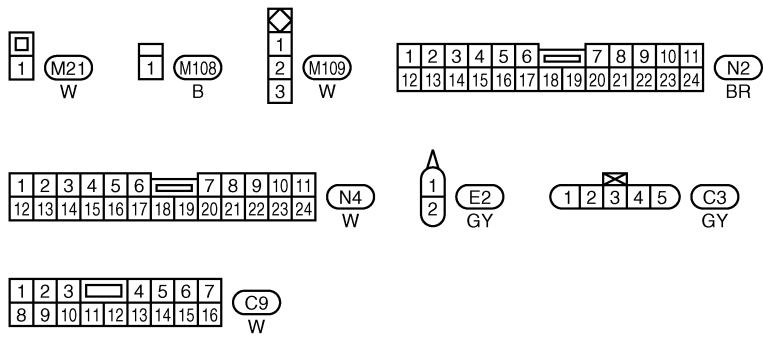 1 M21
W
1 M108
B
1
2 M109
3 W
1 2 3 4 5 6 7 8 9 10 11
12 13 14 15 16 17 18 19 20 21 22 23 24
N2
BR
1 2 3 4 5 6 7 8 9 10 11
12 13 14 15 16 17 18 19 20 21 22 23 24
N4
W
1
2
E2
GY
1 2 3 4 5
C3
GY
1 2 3 4 5 6 7
8 9 10 11 12 13 14 15 16
C9
W